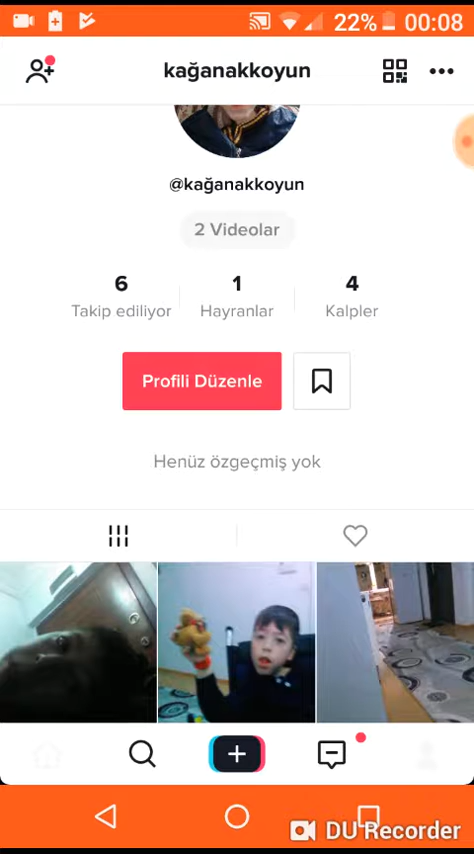 22% 00:08
kağanakkoyun
@kağanakkoyun
2 Videolar
6 1 4
Takip ediliyor Hayranlar Kalpler
Profili Düzenle
Henüz özgeçmiş yok
DU Recorder